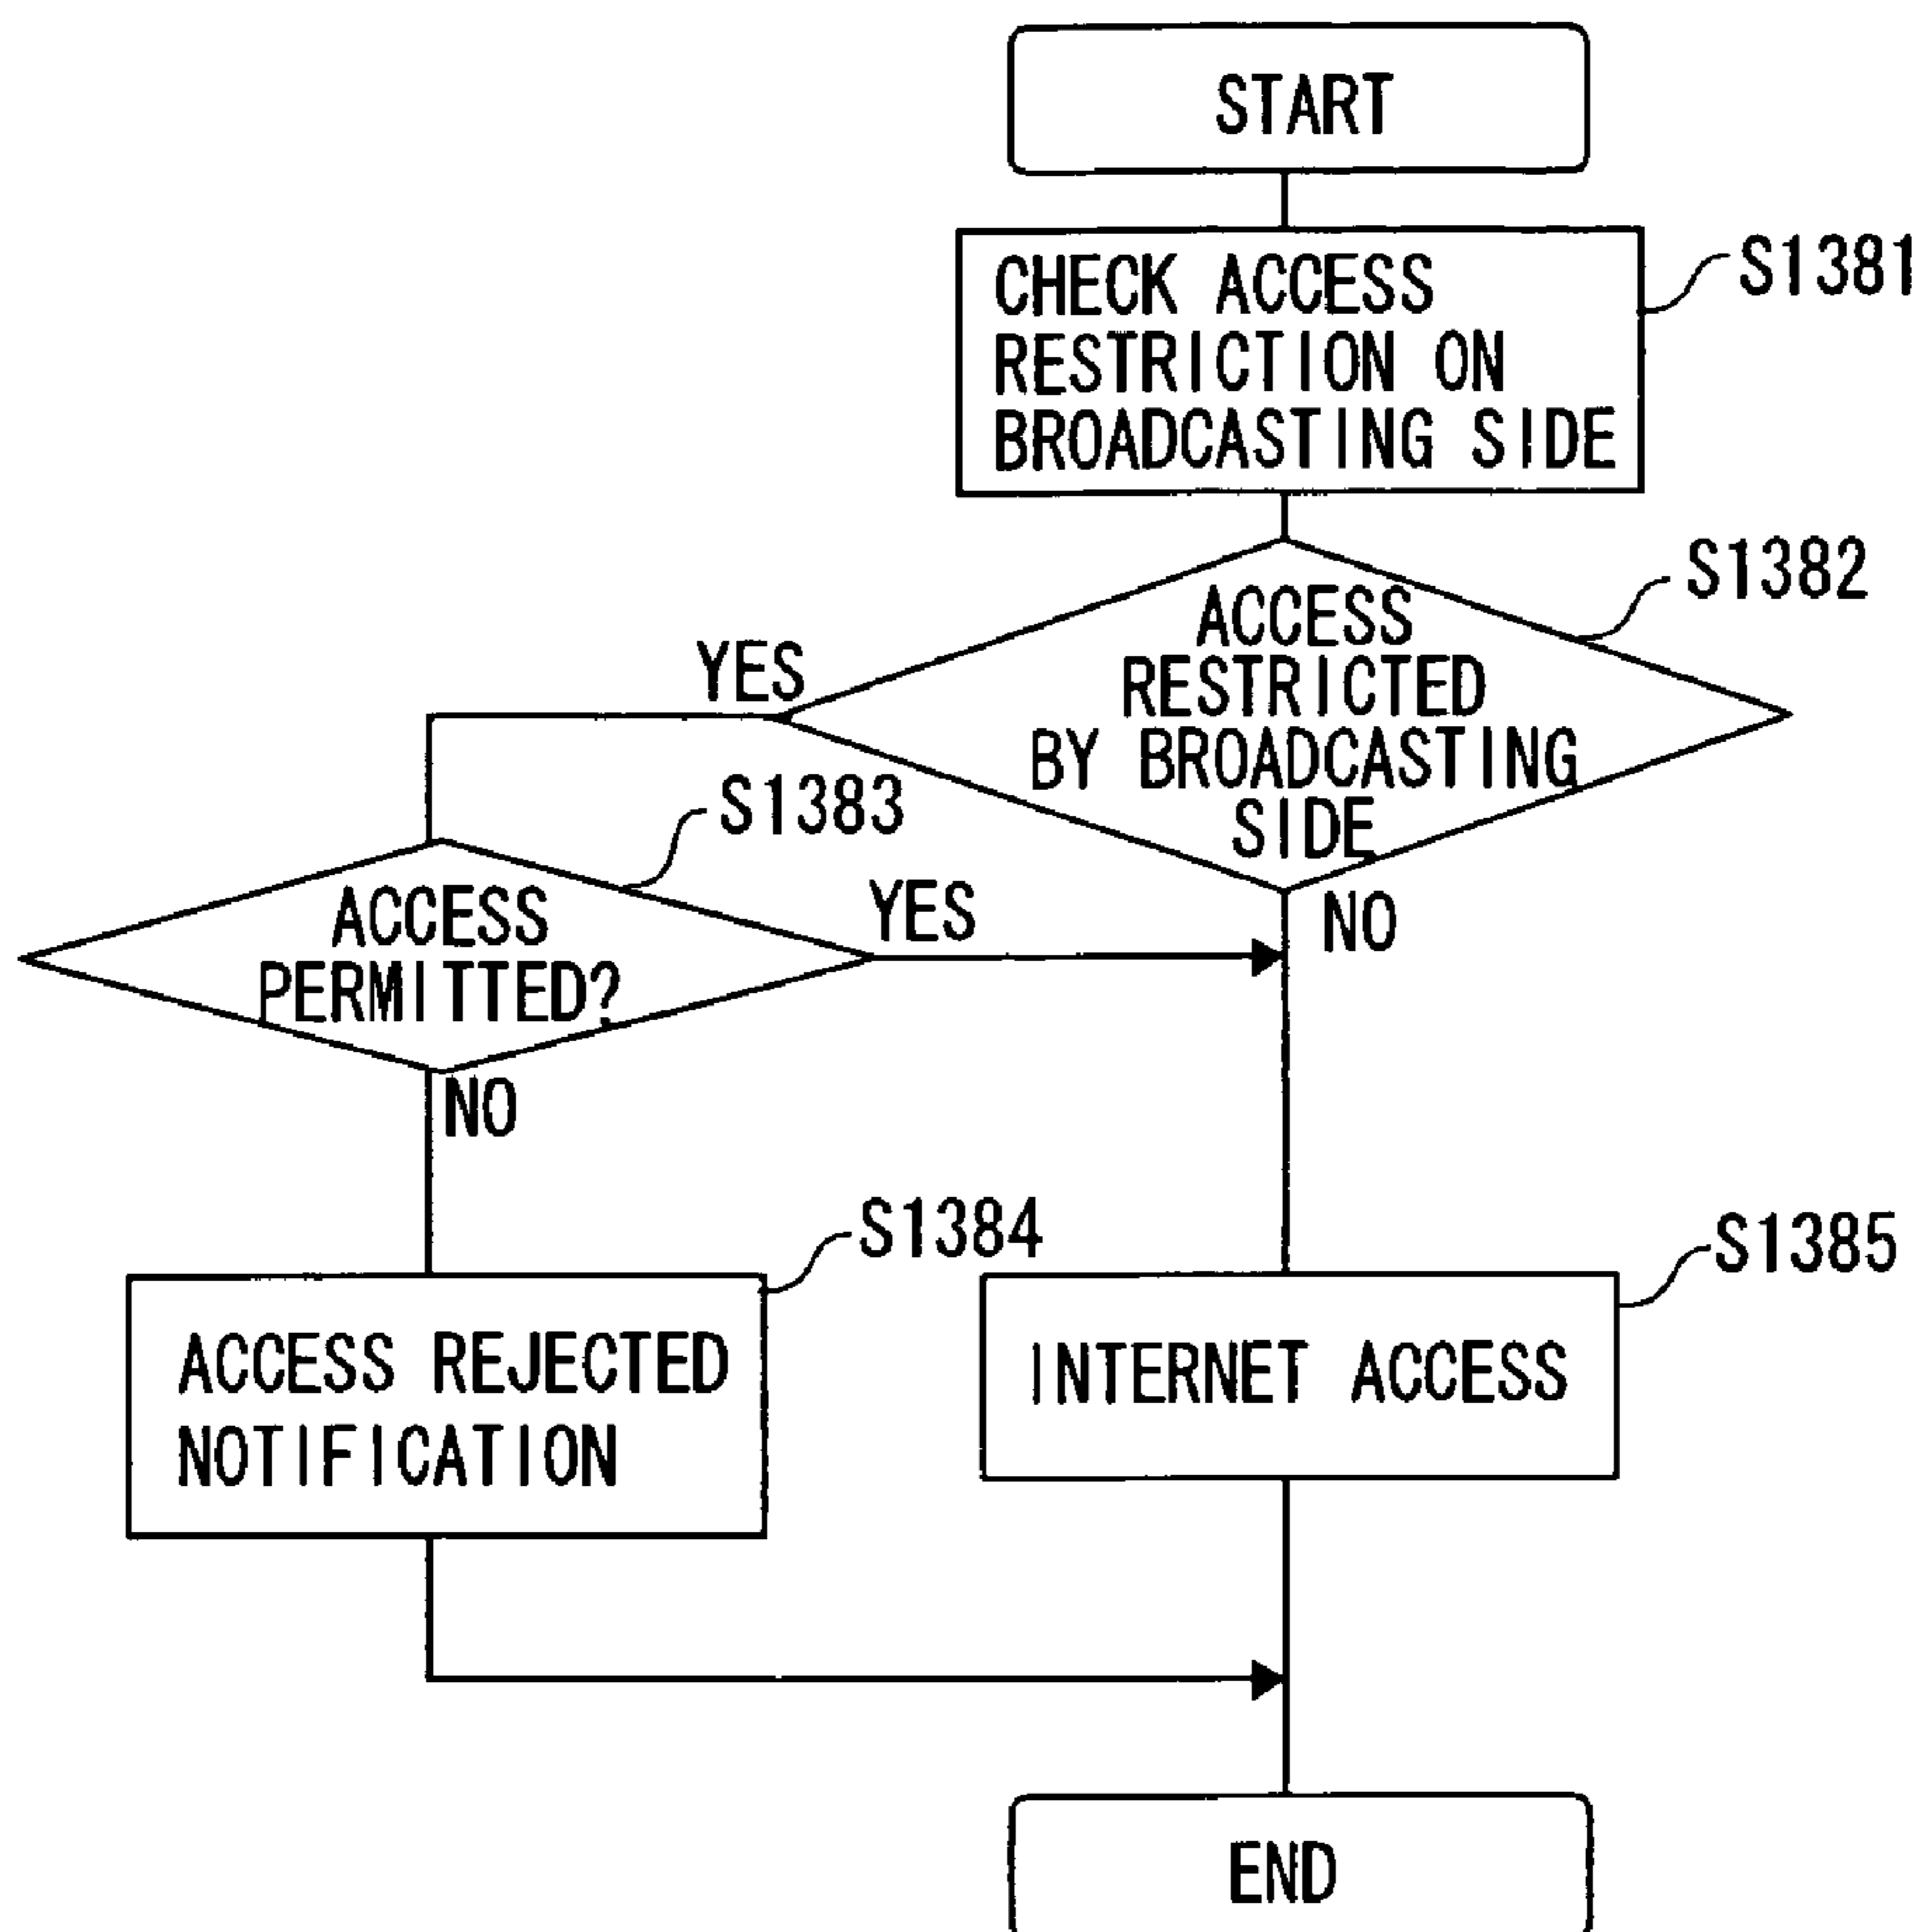 START
CHECK ACCESS
RESTRICTION ON
BROADCASTING SIDE
S1381
S1382
ACCESS
RESTRICTED
BY BROADCASTING
SIDE
YES
NO
S1383
ACCESS
PERMITTED?
YES
NO
S1384
ACCESS REJECTED
NOTIFICATION
S1385
INTERNET ACCESS
END